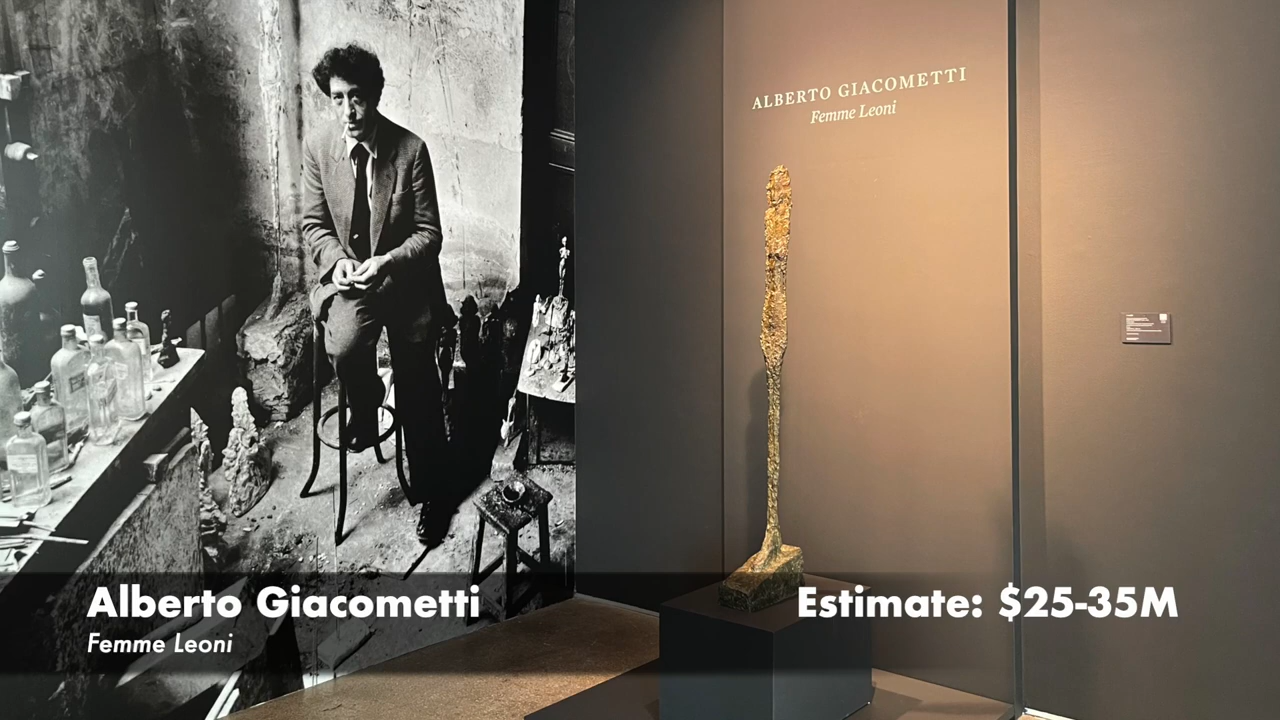 ALBERTO GIACOMETTI
Femme Leoni
Alberto Giacometti
Femme Leoni
Estimate: $25-35M